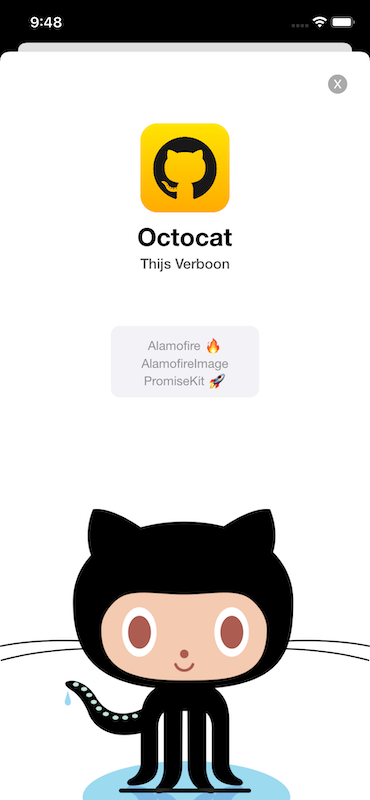 9:48
X
Octocat
Thijs Verboon
Alamofire 🔥
AlamofireImage
PromiseKit 🚀